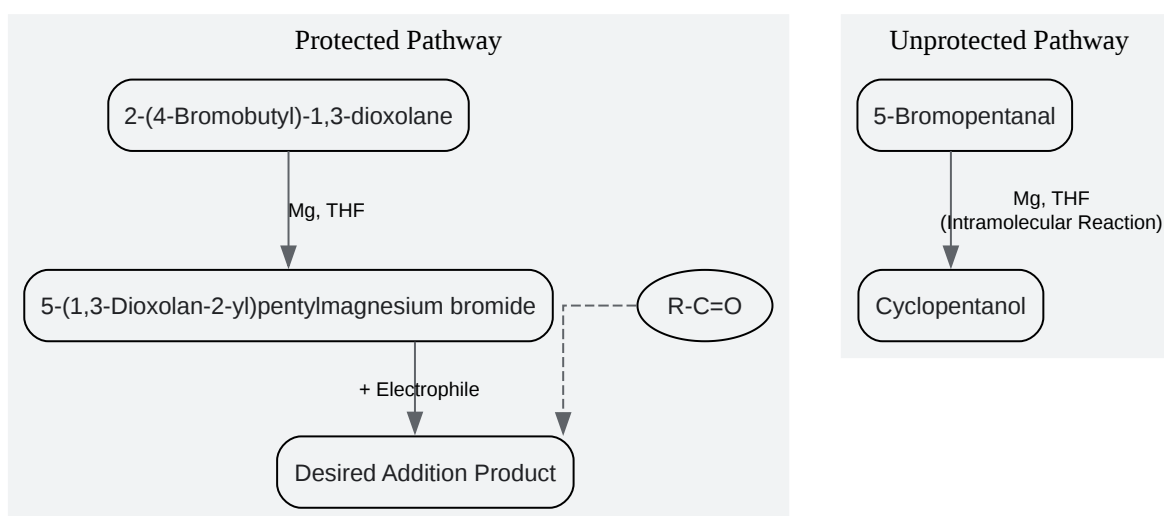 Protected Pathway
2-(4-Bromobutyl)-1,3-dioxolane
Mg, THF
5-(1,3-Dioxolan-2-yl)pentylmagnesium bromide
R-C=O
+ Electrophile
Desired Addition Product
Unprotected Pathway
5-Bromopentanal
Mg, THF
(Intramolecular Reaction)
Cyclopentanol